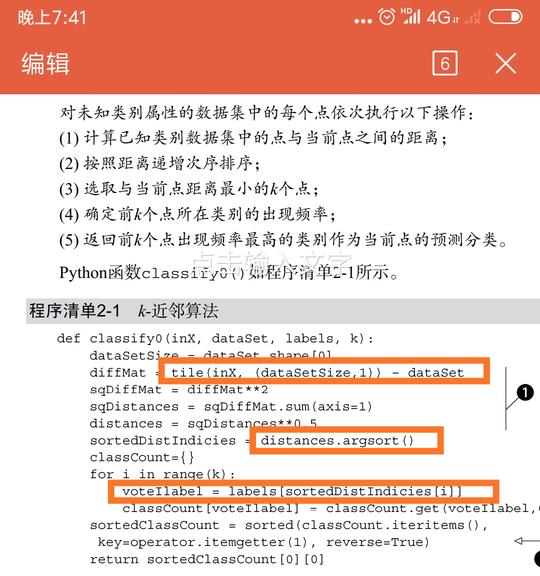 晚上7:41
HD 4G
编辑
6
对未知类别属性的数据集中的每个点依次执行以下操作：
(1) 计算已知类别数据集中的点与当前点之间的距离；
(2) 按照距离递增次序排序；
(3) 选取与当前点距离最小的k个点；
(4) 确定前k个点所在类别的出现频率；
(5) 返回前k个点出现频率最高的类别作为当前点的预测分类。
点击输入文字
Python函数classify0()如程序清单2-1所示。
程序清单2-1 k-近邻算法
def classify0(inX, dataSet, labels, k):
dataSetSize = dataSet.shape[0]
diffMat = tile(inX, (dataSetSize,1)) - dataSet
sqDiffMat = diffMat**2
sqDistances = sqDiffMat.sum(axis=1)
distances = sqDistances**0.5
sortedDistIndicies = distances.argsort()
classCount={}
for i in range(k):
voteIlabel = labels[sortedDistIndicies[i]]
classCount[voteIlabel] = classCount.get(voteIlabel,
sortedClassCount = sorted(classCount.iteritems(),
key=operator.itemgetter(1), reverse=True)
return sortedClassCount[0][0]
1